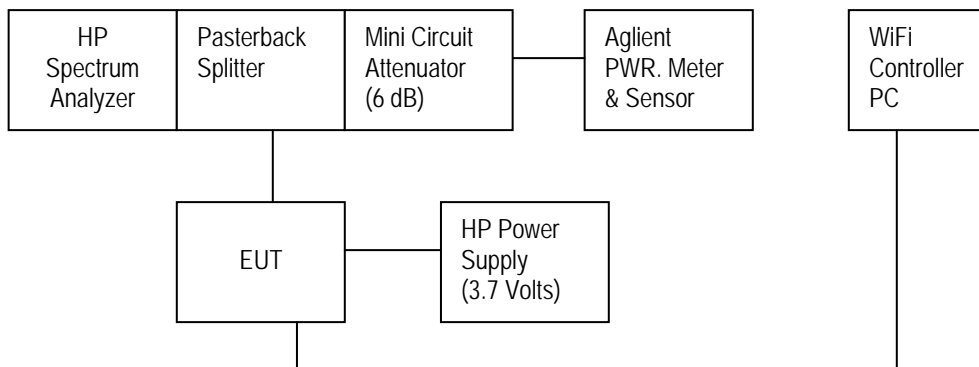 HP
Spectrum
Analyzer
Pasterback
Splitter
Mini Circuit
Attenuator
(6 dB)
Aglient
PWR. Meter
& Sensor
WiFi
Controller
PC
EUT
HP Power
Supply
(3.7 Volts)